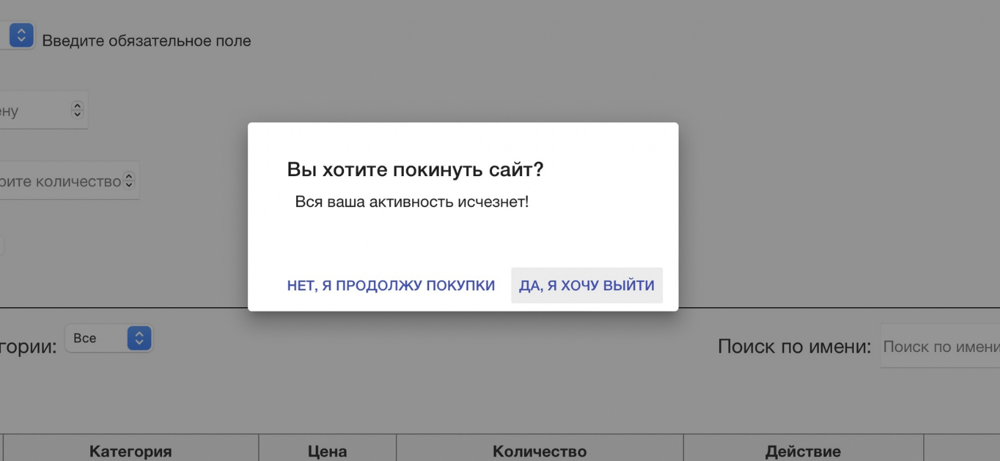 Введите обязательное поле
ену
рите количество
Вы хотите покинуть сайт?
Вся ваша активность исчезнет!
НЕТ, Я ПРОДОЛЖУ ПОКУПКИ ДА, Я ХОЧУ ВЫЙТИ
гории: Все Поиск по имени: Поиск по имени
Категория Цена Количество Действие